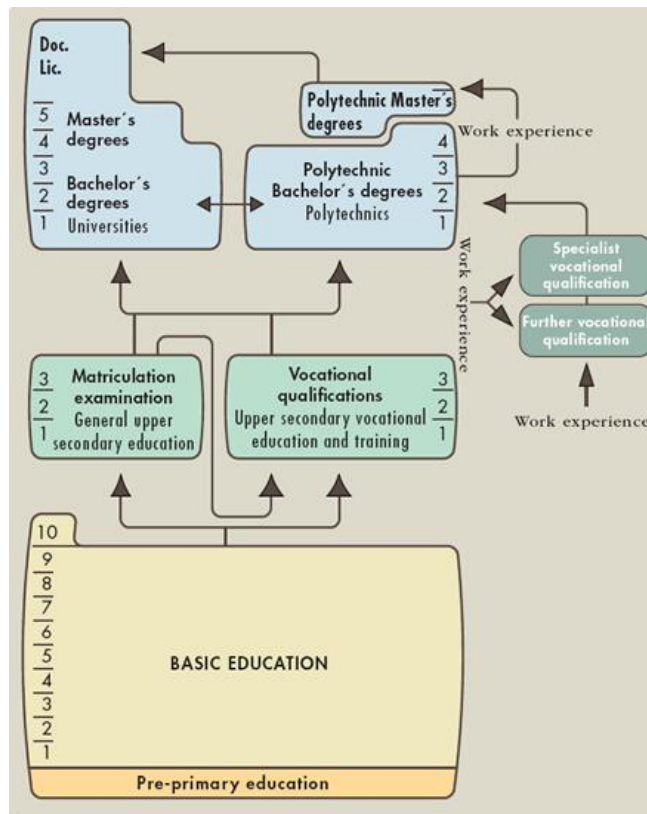 Doc.
Lic.
5
4
3
2
1
Master´s
degrees
Bachelor´s
degrees
Universities
Polytechnic Master´s
degrees
Work experience
Polytechnic
Bachelor´s degrees
Polytechnics
4
3
2
1
Work experience
Specialist
vocational
qualification
Further vocational
qualification
Work experience
3
2
1
Matriculation
examination
General upper
secondary education
Vocational
qualifications
Upper secondary vocational
education and training
3
2
1
10
9
8
7
6
5
4
3
2
1
BASIC EDUCATION
Pre-primary education